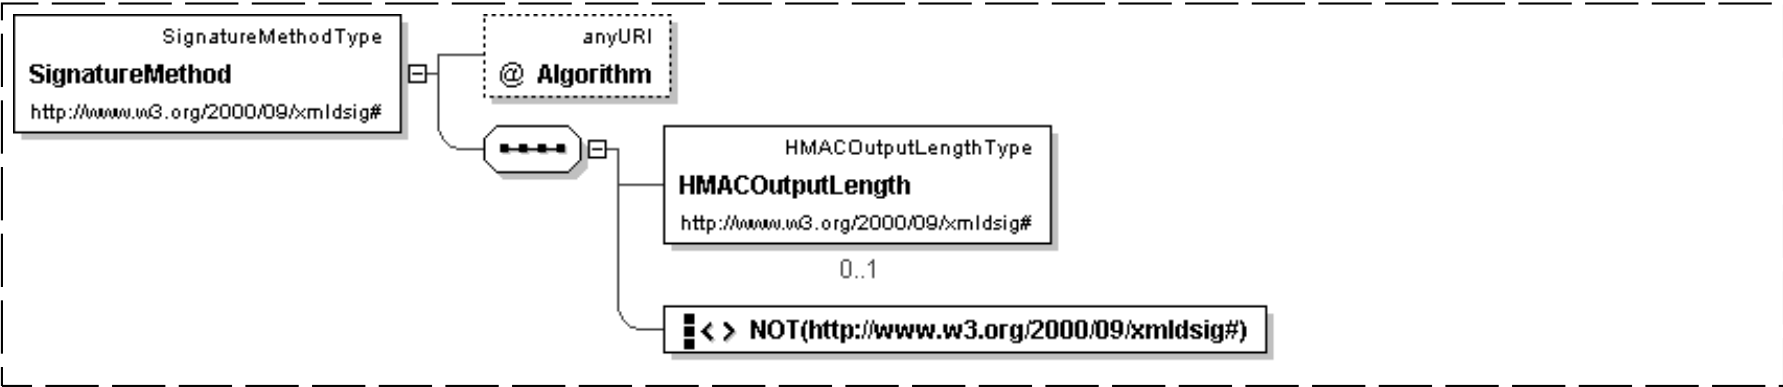 SignatureMethodType
SignatureMethod
http://www.w3.org/2000/09/xmldsig#
anyURI
@ Algorithm
HMACOutputLengthType
HMACOutputLength
http://www.w3.org/2000/09/xmldsig#
0..1
< > NOT(http://www.w3.org/2000/09/xmldsig#)